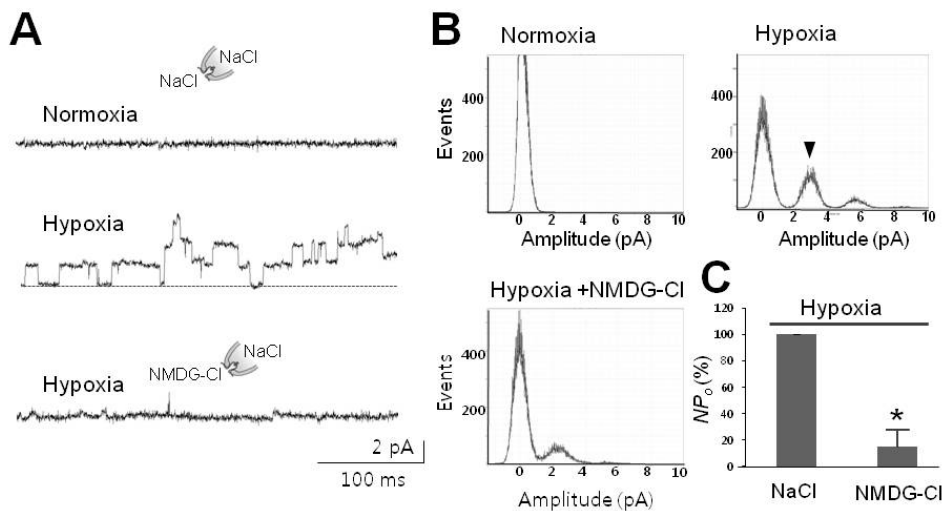 A
NaCl
NaCl
Normoxia
Hypoxia
Hypoxia
NaCl
NMDG-Cl
2 pA
100 ms
B
Normoxia
Events
400
200
0 2 4 6 8 10
Amplitude (pA)
Hypoxia
400
200
0 2 4 6 8 10
Amplitude (pA)
Hypoxia +NMDG-Cl
Events
400
200
0 2 4 6 8 10
Amplitude (pA)
C
Hypoxia
NPo (%)
120
100
80
60
40
20
0
*
NaCl NMDG-Cl